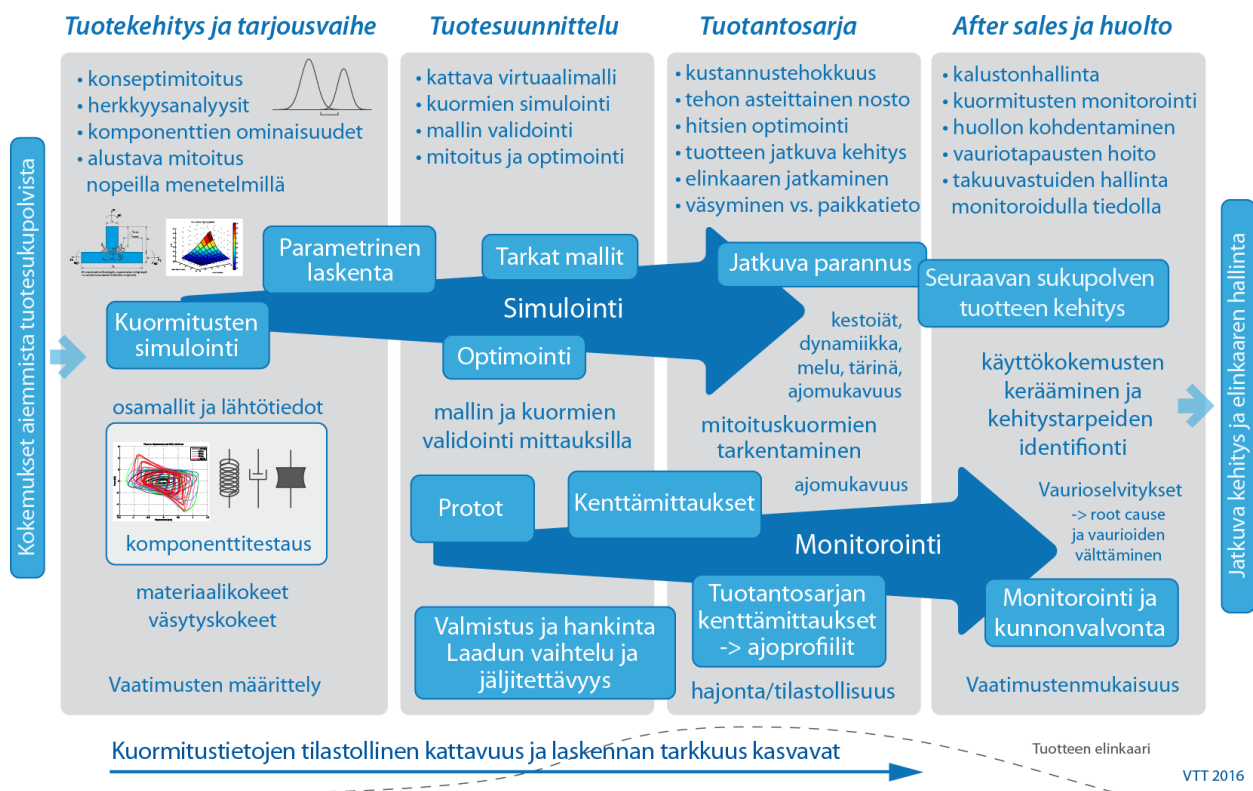 Tuotekehitys ja tarjousvaihe
Tuotesuunnittelu
Tuotantosarja
After sales ja huolto
Kokemukset aiemmista tuotesukupolvista
• konseptimitoitus
• herkkyysanalyysit
• komponenttien ominaisuudet
• alustava mitoitus
nopeilla menetelmillä
• kattava virtuaalimalli
• kuormien simulointi
• mallin validointi
• mitoitus ja optimointi
• kustannustehokkuus
• tehon asteittainen nosto
• hitsien optimointi
• tuotteen jatkuva kehitys
• elinkaaren jatkaminen
• väsyminen vs. paikkatieto
• kalustonhallinta
• kuormitusten monitorointi
• huollon kohdentaminen
• vauriotapausten hoito
• takuuvastuiden hallinta
monitoroidulla tiedolla
Parametrinen
laskenta
Tarkat mallit
Jatkuva parannus
Seuraavan sukupolven
tuotteen kehitys
Kuormitusten
simulointi
Simulointi
Optimointi
kestoiät,
dynamiikka,
melu, tärinä,
ajomukavuus
osamallit ja lähtötiedot
mallin ja kuormien
validointi mittauksilla
mitoituskuormien
tarkentaminen
ajomukavuus
käyttökokemusten
kerääminen ja
kehitystarpeiden
identifionti
komponenttitestaus
Protot
Kenttämittaukset
Monitorointi
Vaurioselvitykset
-> root cause
ja vaurioiden
välttäminen
materiaalikokeet
väsytyskokeet
Valmistus ja hankinta
Laadun vaihtelu ja
jäljitettävyys
Tuotantosarjan
kenttämittaukset
-> ajoprofiilit
Monitorointi ja
kunnonvalvonta
Vaatimusten määrittely
hajonta/tilastollisuus
Vaatimustenmukaisuus
Jatkuva kehitys ja elinkaaren hallinta
Kuormitustietojen tilastollinen kattavuus ja laskennan tarkkuus kasvavat
Tuotteen elinkaari
VTT 2016